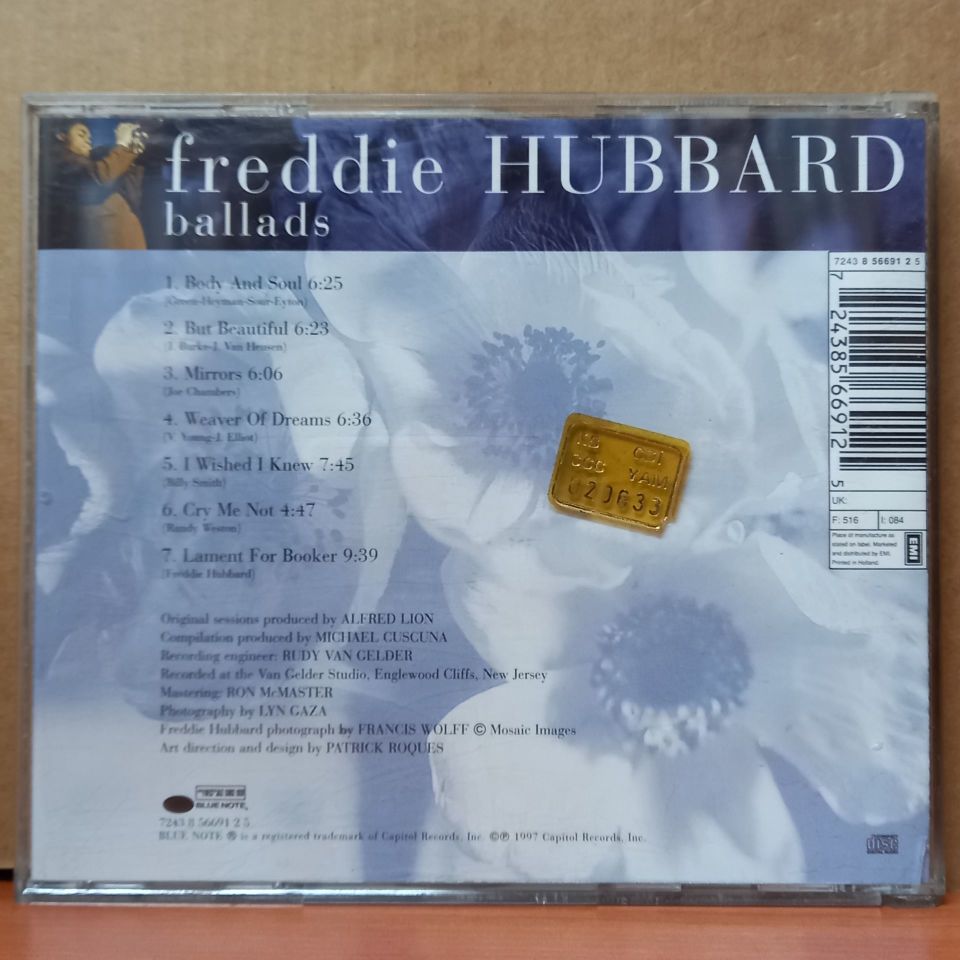 freddie HUBBARD
ballads
1. Body And Soul 6:25
(Green-Heyman-Sour-Eyton)
2. But Beautiful 6:23
(J. Burke-J. Van Heusen)
3. Mirrors 6:06
(Joe Chambers)
4. Weaver Of Dreams 6:36
(V. Young-J. Elliot)
5. I Wished I Knew 7:45
(Billy Smith)
6. Cry Me Not 4:47
(Randy Weston)
7. Lament For Booker 9:39
(Freddie Hubbard)
Original sessions produced by ALFRED LION
Compilation produced by MICHAEL CUSCUNA
Recording engineer: RUDY VAN GELDER
Recorded at the Van Gelder Studio, Englewood Cliffs, New Jersey
Mastering: RON McMASTER
Photography by LYN GAZA
Freddie Hubbard photograph by FRANCIS WOLFF © Mosaic Images
Art direction and design by PATRICK ROQUES
BLUE NOTE
7243 8 56691 2 5
BLUE NOTE ® is a registered trademark of Capitol Records, Inc. ©℗ 1997 Capitol Records, Inc.
7243 8 56691 2 5
7 24385 66912 5
UK:
F: 516 I: 084
Place of manufacture as
stated on label. Marketed
and distributed by EMI.
Printed in Holland.
EMI
YAM
020633
disc